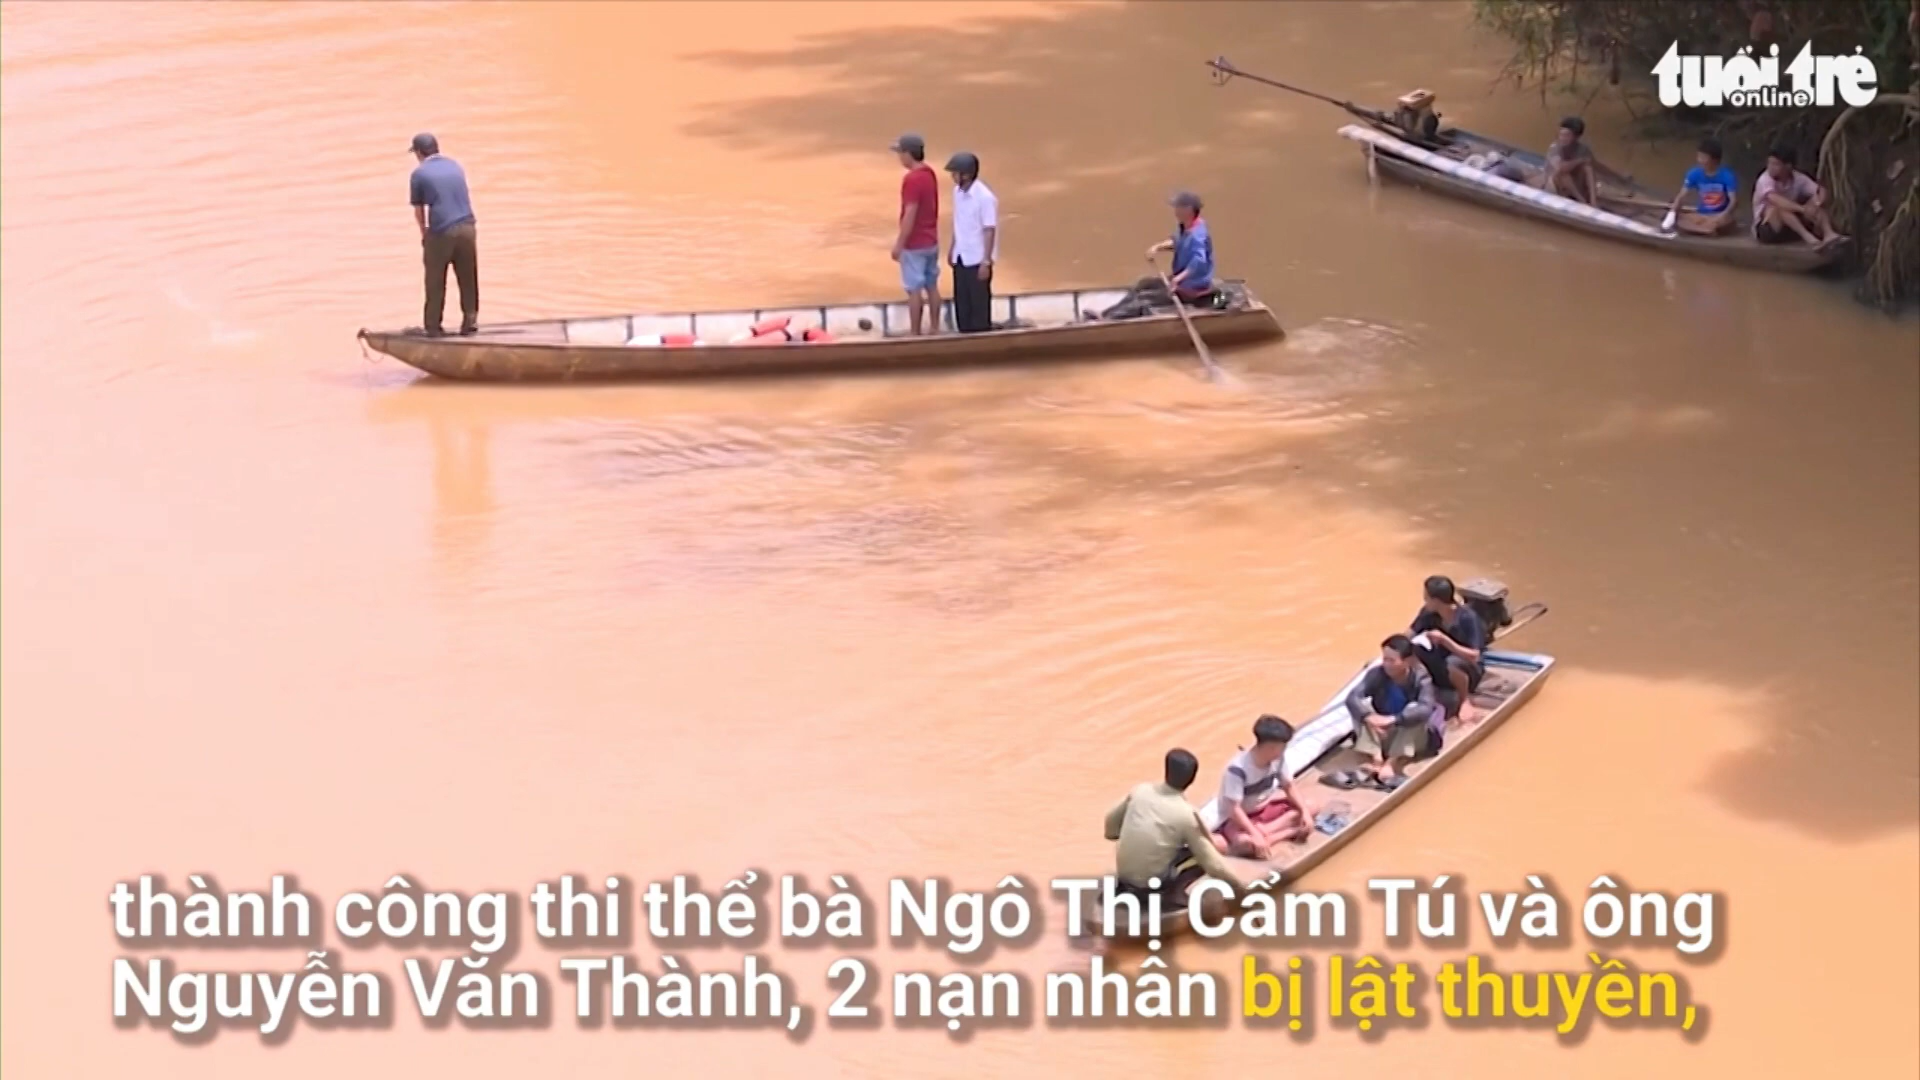 tuổi trẻ
online
thành công thi thể bà Ngô Thị Cẩm Tú và ông
Nguyễn Văn Thành, 2 nạn nhân bị lật thuyền,